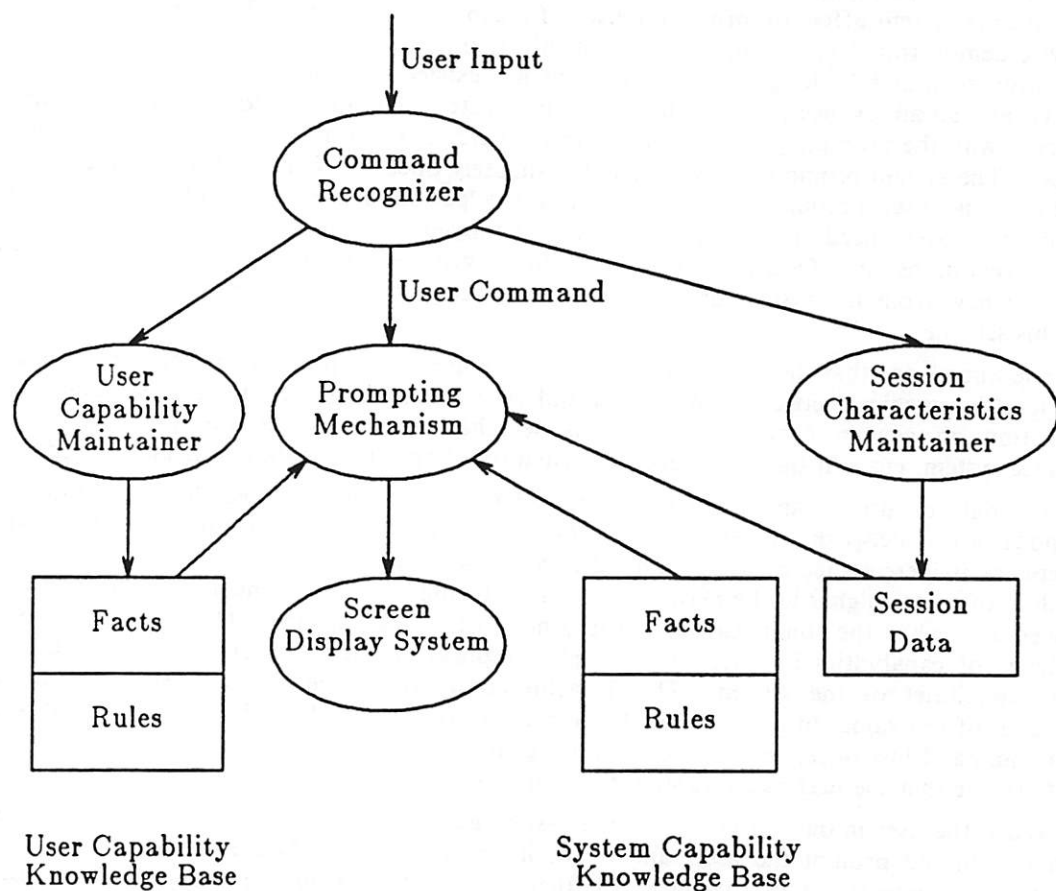 User Input
Command
Recognizer
User Command
User
Capability
Maintainer
Prompting
Mechanism
Session
Characteristics
Maintainer
Facts
Rules
Screen
Display System
Facts
Rules
Session
Data
User Capability
Knowledge Base
System Capability
Knowledge Base